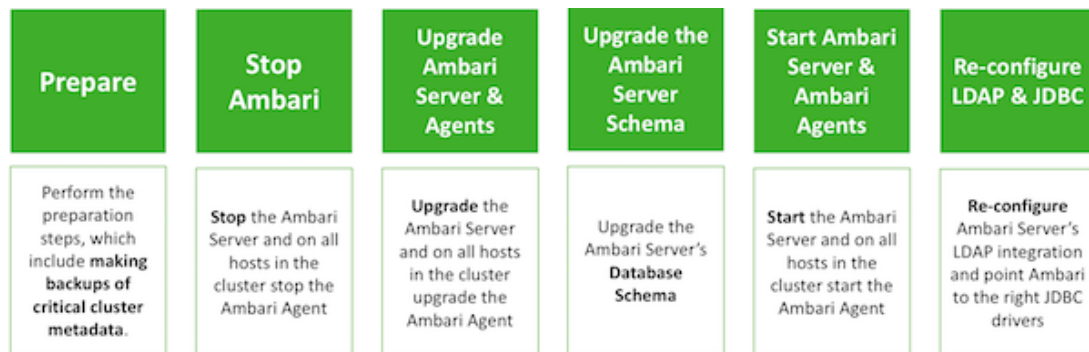 Prepare
Perform the
preparation
steps, which
include making
backups of
critical cluster
metadata.
Stop
Ambari
Stop the Ambari
Server and on all
hosts in the
cluster stop the
Ambari Agent
Upgrade
Ambari
Server &
Agents
Upgrade the
Ambari Server
and on all hosts
in the cluster
upgrade the
Ambari Agent
Upgrade the
Ambari
Server
Schema
Upgrade the
Ambari Server’s
Database
Schema
Start Ambari
Server &
Ambari
Agents
Start the Ambari
Server and on all
hosts in the
cluster start the
Ambari Agent
Re-configure
LDAP & JDBC
Re-configure
Ambari Server’s
LDAP integration
and point Ambari
to the right JDBC
drivers